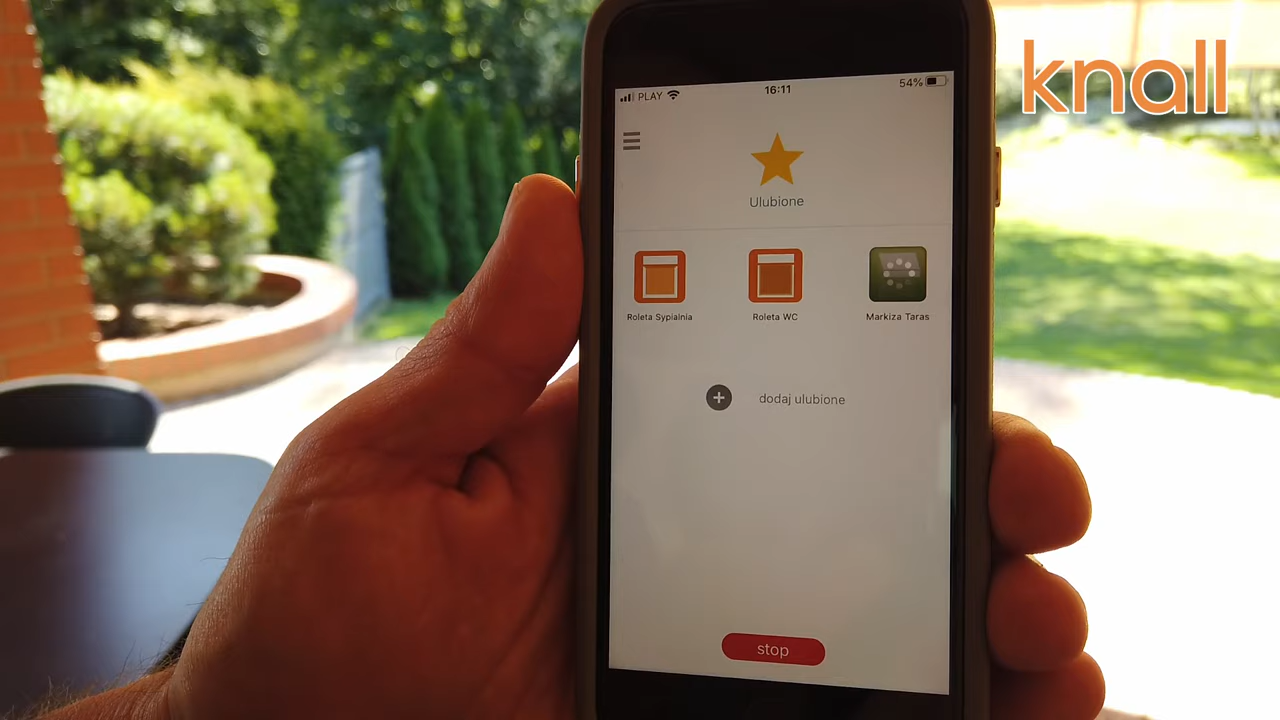 knall
PLAY 16:11 54%
Ulubione
Roleta Sypialnia Roleta WC Markiza Taras
dodaj ulubione
stop